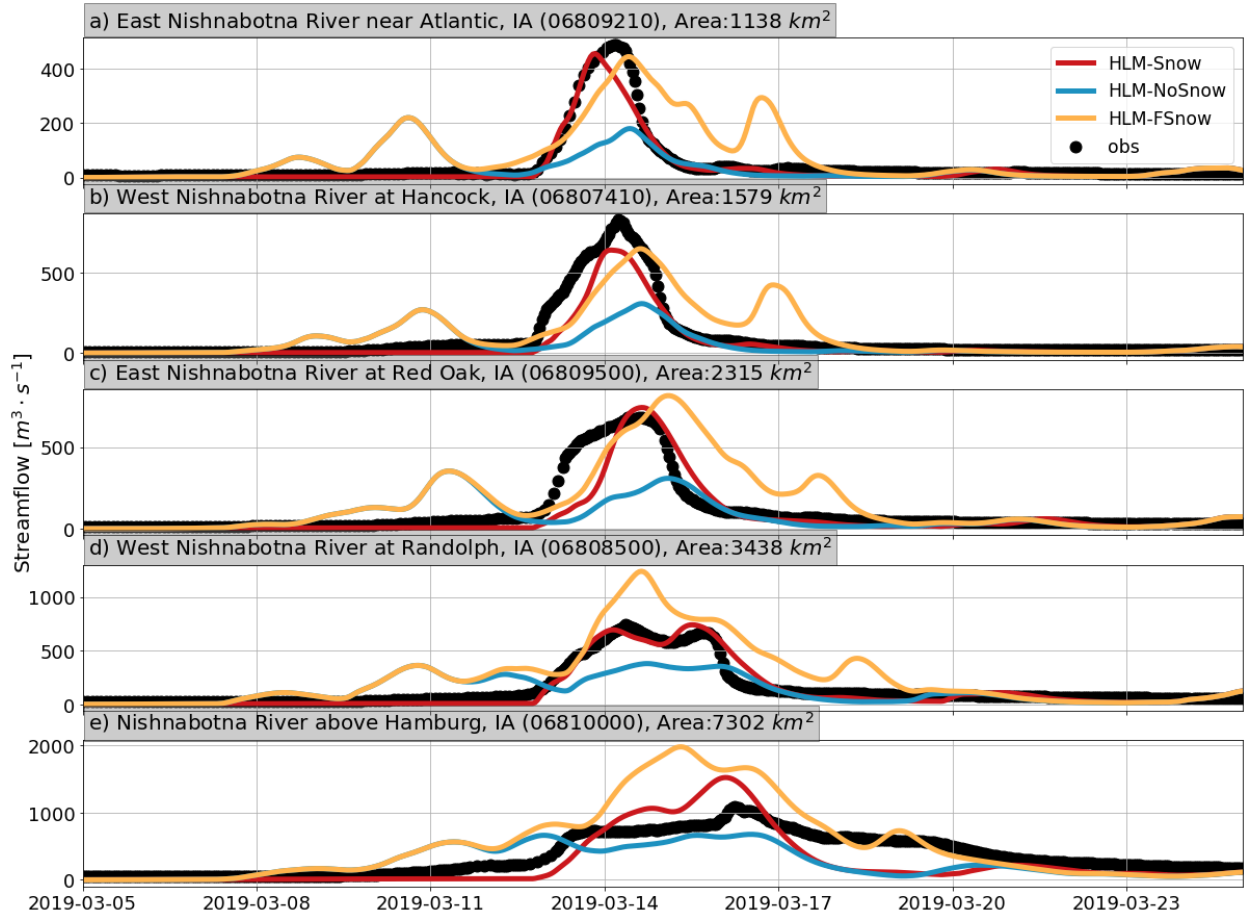 a) East Nishnabotna River near Atlantic, IA (06809210), Area:1138 km²
400
200
0
HLM-Snow
HLM-NoSnow
HLM-FSnow
obs
b) West Nishnabotna River at Hancock, IA (06807410), Area:1579 km²
500
0
c) East Nishnabotna River at Red Oak, IA (06809500), Area:2315 km²
500
0
Streamflow [m³ · s⁻¹]
d) West Nishnabotna River at Randolph, IA (06808500), Area:3438 km²
1000
500
0
e) Nishnabotna River above Hamburg, IA (06810000), Area:7302 km²
2000
1000
0
2019-03-05 2019-03-08 2019-03-11 2019-03-14 2019-03-17 2019-03-20 2019-03-23